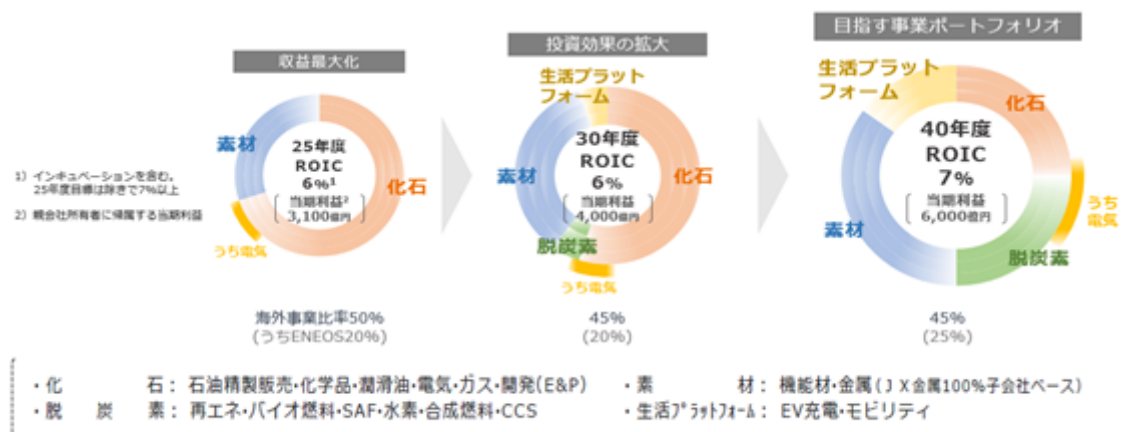 収益最大化
素材
25年度
ROIC
6%¹
当期利益²
3,100億円
化石
うち電気
海外事業比率50%
(うちENEOS20%)
1) インキュベーションを含む。
25年度目標は除きで7%以上
2) 親会社所有者に帰属する当期利益
投資効果の拡大
生活プラット
フォーム
素材
30年度
ROIC
6%
当期利益
4,000億円
化石
脱炭素
うち電気
45%
(20%)
目指す事業ポートフォリオ
生活プラット
フォーム
化石
40年度
ROIC
7%
当期利益
6,000億円
素材
うち
電気
脱炭素
45%
(25%)
・化石：石油精製販売・化学品・潤滑油・電気・ガス・開発(E&P)
・素材：機能材・金属(JX金属100%子会社ベース)
・脱炭素：再エネ・バイオ燃料・SAF・水素・合成燃料・CCS
・生活プラットフォーム：EV充電・モビリティ